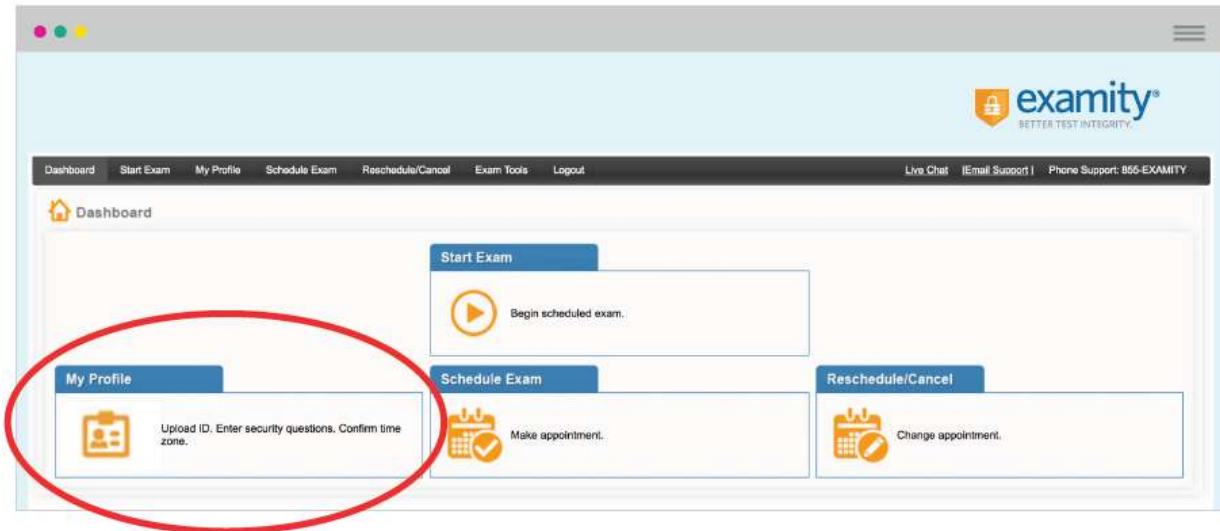 examity®
BETTER TEST INTEGRITY.
Dashboard Start Exam My Profile Schedule Exam Reschedule/Cancel Exam Tools Logout Live Chat |Email Support | Phone Support: 855-EXAMITY
Dashboard
Start Exam
Begin scheduled exam.
My Profile
Upload ID. Enter security questions. Confirm time
zone.
Schedule Exam
Make appointment.
Reschedule/Cancel
Change appointment.